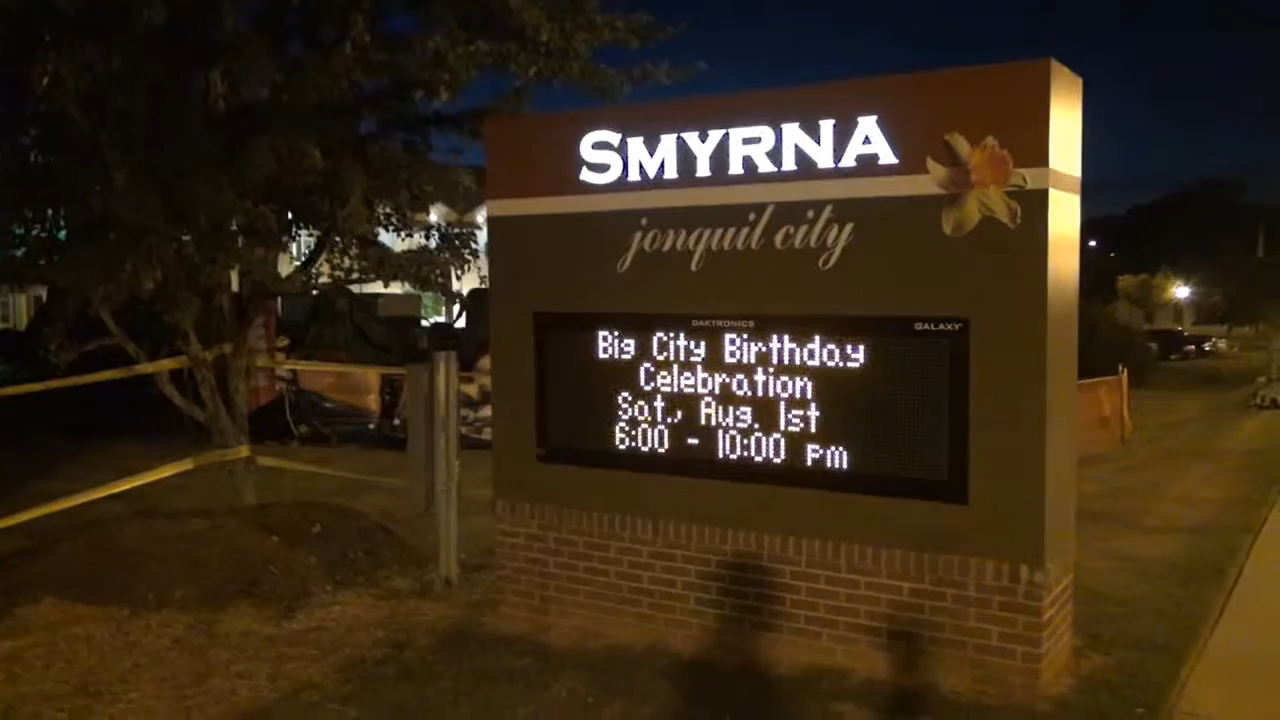 SMYRNA
jonquil city
DAKTRONICS
GALAXY
Big City Birthday
Celebration
Sat., Aug. 1st
6:00 - 10:00 pm